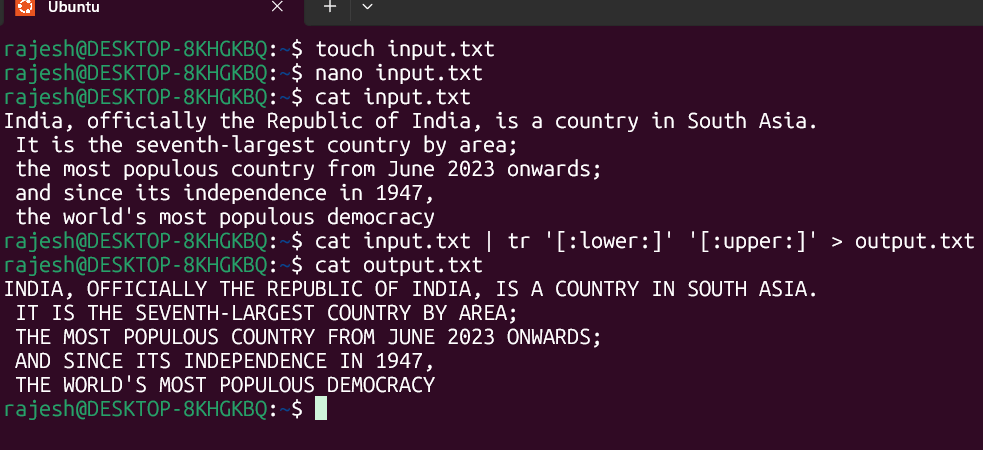 Ubuntu
rajesh@DESKTOP-8KHGKBQ:~$ touch input.txt
rajesh@DESKTOP-8KHGKBQ:~$ nano input.txt
rajesh@DESKTOP-8KHGKBQ:~$ cat input.txt
India, officially the Republic of India, is a country in South Asia.
 It is the seventh-largest country by area;
 the most populous country from June 2023 onwards;
 and since its independence in 1947,
 the world's most populous democracy
rajesh@DESKTOP-8KHGKBQ:~$ cat input.txt | tr '[:lower:]' '[:upper:]' > output.txt
rajesh@DESKTOP-8KHGKBQ:~$ cat output.txt
INDIA, OFFICIALLY THE REPUBLIC OF INDIA, IS A COUNTRY IN SOUTH ASIA.
 IT IS THE SEVENTH-LARGEST COUNTRY BY AREA;
 THE MOST POPULOUS COUNTRY FROM JUNE 2023 ONWARDS;
 AND SINCE ITS INDEPENDENCE IN 1947,
 THE WORLD'S MOST POPULOUS DEMOCRACY
rajesh@DESKTOP-8KHGKBQ:~$